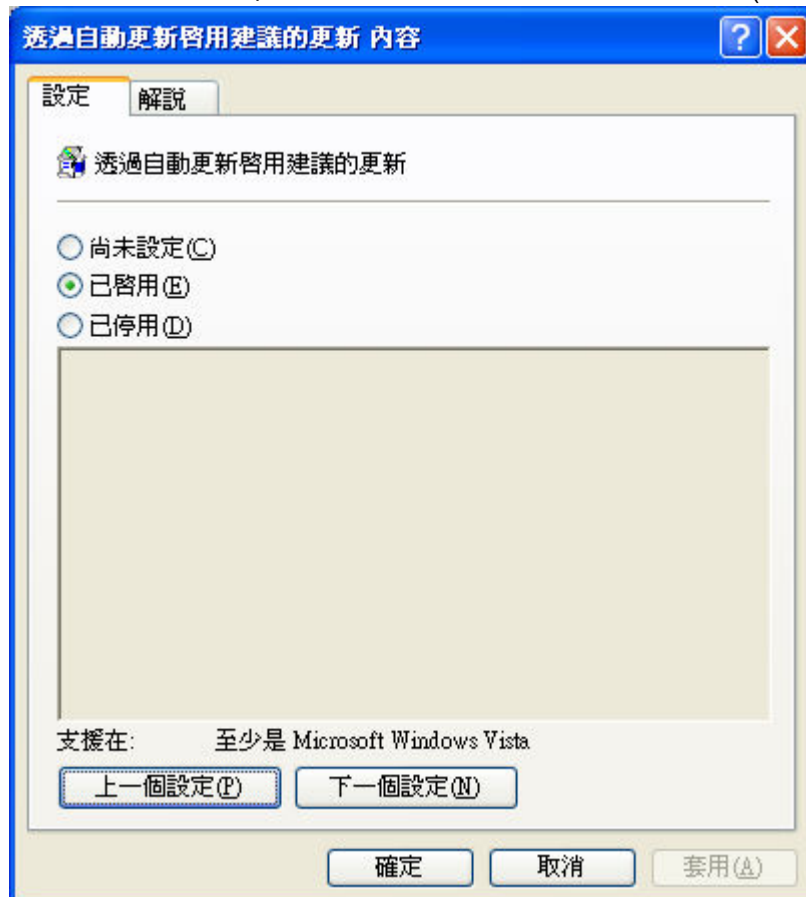 透過自動更新啓用建議的更新 內容
設定 解説
透過自動更新啓用建議的更新
尚未設定(C)
已啓用(E)
已停用(D)
支援在: 至少是 Microsoft Windows Vista
上一個設定(P) 下一個設定(N)
確定 取消 套用(A)